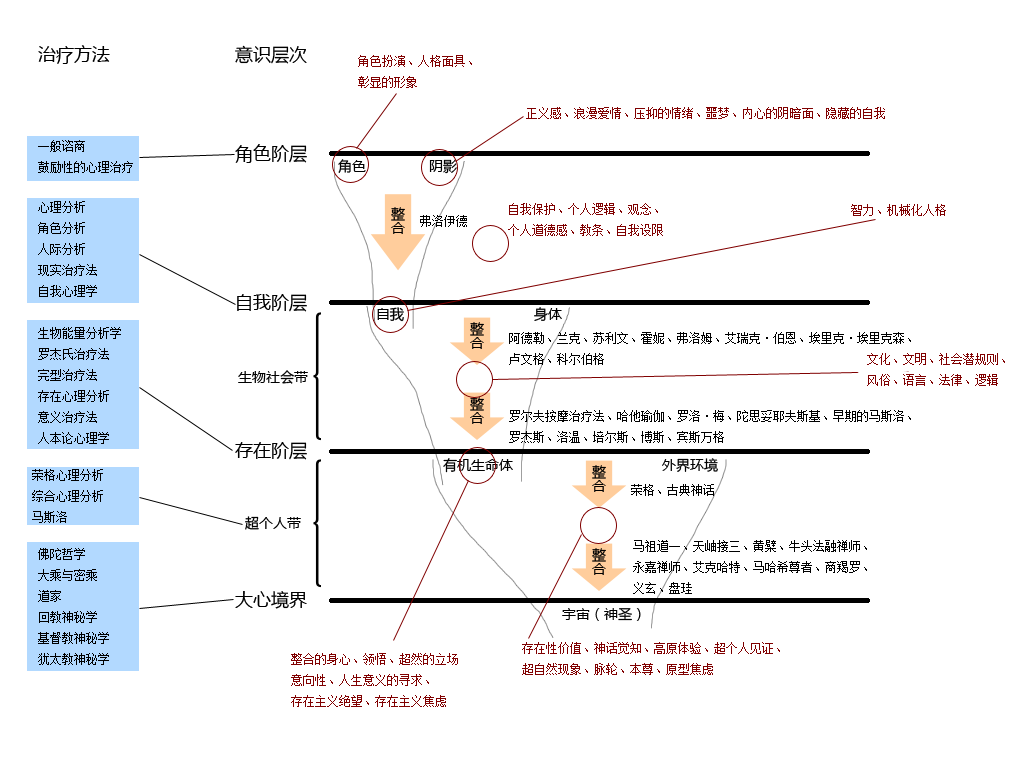 治疗方法
意识层次
角色扮演、人格面具、
彰显的形象
正义感、浪漫爱情、压抑的情绪、噩梦、内心的阴暗面、隐藏的自我
一般谘商
鼓励性的心理治疗
角色阶层
角色
阴影
心理分析
角色分析
人际分析
现实治疗法
自我心理学
整合
弗洛伊德
自我保护、个人逻辑、观念、
个人道德感、教条、自我设限
智力、机械化人格
自我阶层
自我
身体
生物能量分析学
罗杰氏治疗法
完型治疗法
存在心理分析
意义治疗法
人本论心理学
生物社会带
整合
阿德勒、兰克、苏利文、霍妮、弗洛姆、艾瑞克·伯恩、埃里克·埃里克森、
卢文格、科尔伯格
文化、文明、社会潜规则、
风俗、语言、法律、逻辑
整合
罗尔夫按摩治疗法、哈他瑜伽、罗洛·梅、陀思妥耶夫斯基、早期的马斯洛、
罗杰斯、洛温、培尔斯、博斯、宾斯万格
存在阶层
有机生命体
外界环境
荣格心理分析
综合心理分析
马斯洛
超个人带
整合
荣格、古典神话
整合
马祖道一、天岫接三、黄檗、牛头法融禅师、
永嘉禅师、艾克哈特、马哈希尊者、商羯罗、
义玄、盘珪
佛陀哲学
大乘与密乘
道家
回教神秘学
基督教神秘学
犹太教神秘学
大心境界
宇宙（神圣）
整合的身心、领悟、超然的立场
意向性、人生意义的寻求、
存在主义绝望、存在主义焦虑
存在性价值、神话觉知、高原体验、超个人见证、
超自然现象、脉轮、本尊、原型焦虑